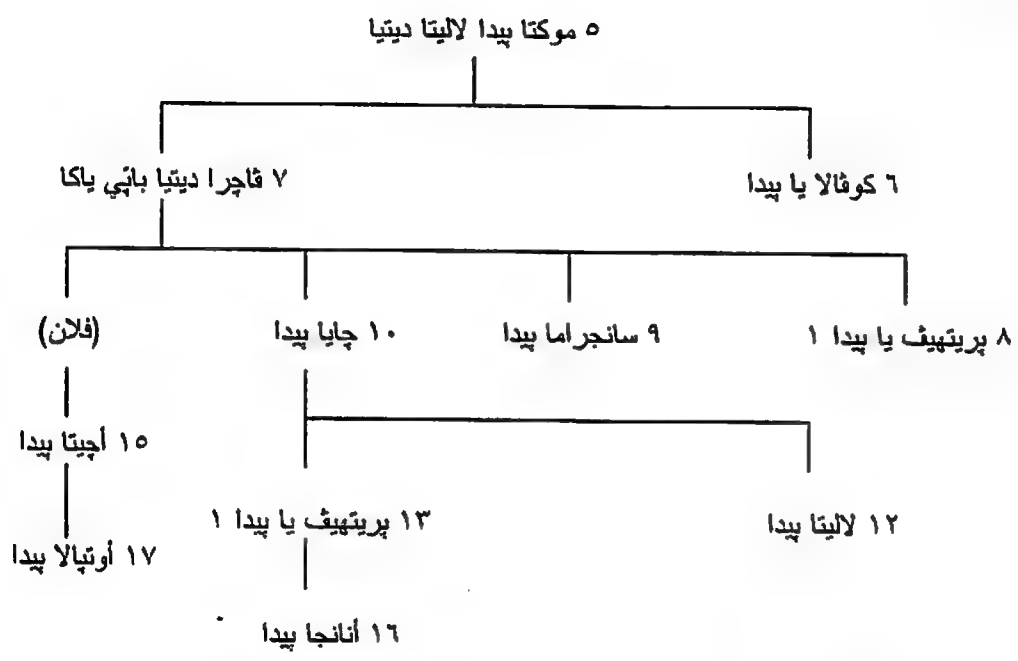 ٥ موكتا پيدا لاليتا ديتيا
٦ كوڤالا يا پيدا
٧ ڤاچرا ديتيا باپي ياكا
٨ پريتهيڤ يا پيدا ١
٩ سانجراما پيدا
١٠ چايا پيدا
(فلان)
١٥ أچيتا پيدا
١٢ لاليتا پيدا
١٣ پريتهيڤ يا پيدا ١
١٧ أوتپالا پيدا
١٦ أنانجا پيدا